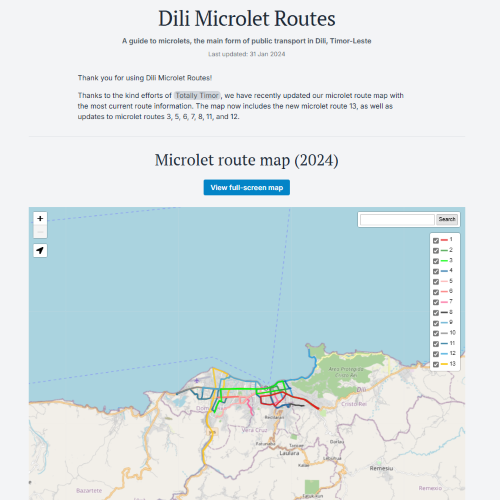 Dili Microlet Routes
A guide to microlets, the main form of public transport in Dili, Timor-Leste
Last updated: 31 Jan 2024
Thank you for using Dili Microlet Routes!
Thanks to the kind efforts of Totally Timor, we have recently updated our microlet route map with
the most current route information. The map now includes the new microlet route 13, as well as
updates to microlet routes 3, 5, 6, 7, 8, 11, and 12.
Microlet route map (2024)
View full-screen map
+
Search
1
2
3
4
5
6
7
8
9
10
11
12
13
Dili
Cristo Rei
Vera Cruz
Laulara
Remesio
Bazartete
Remexio